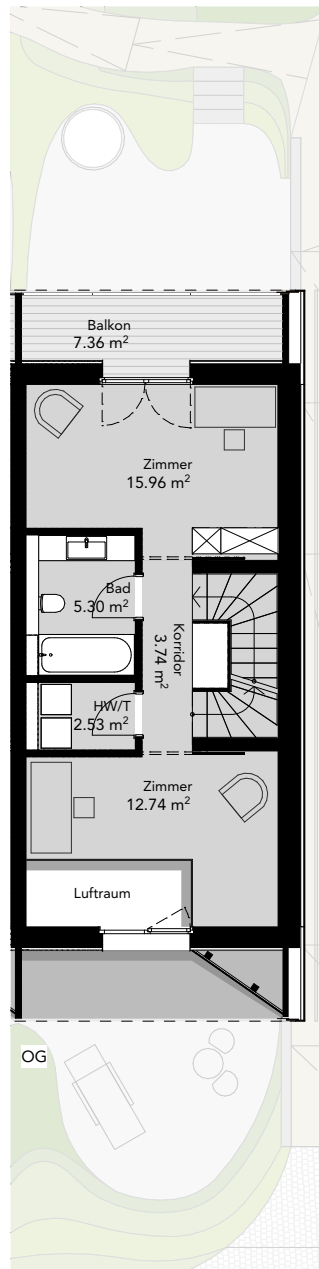 Balkon
7.36 m²
Zimmer
15.96 m²
Bad
5.30 m²
Korridor
3.74 m²
HW/T
2.53 m²
Zimmer
12.74 m²
Luftraum
OG